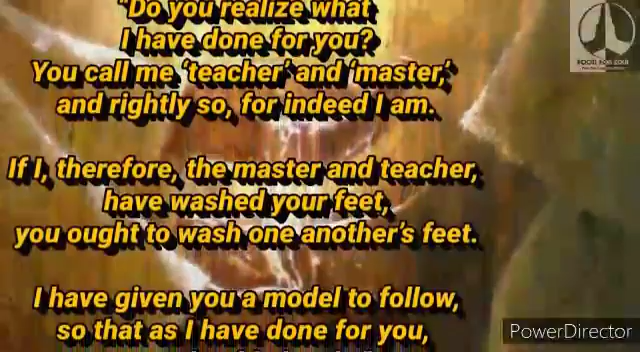 "Do you realize what
I have done for you?
You call me 'teacher' and 'master,'
and rightly so, for indeed I am.
If I, therefore, the master and teacher,
have washed your feet,
you ought to wash one another's feet.
I have given you a model to follow,
so that as I have done for you,
PowerDirector